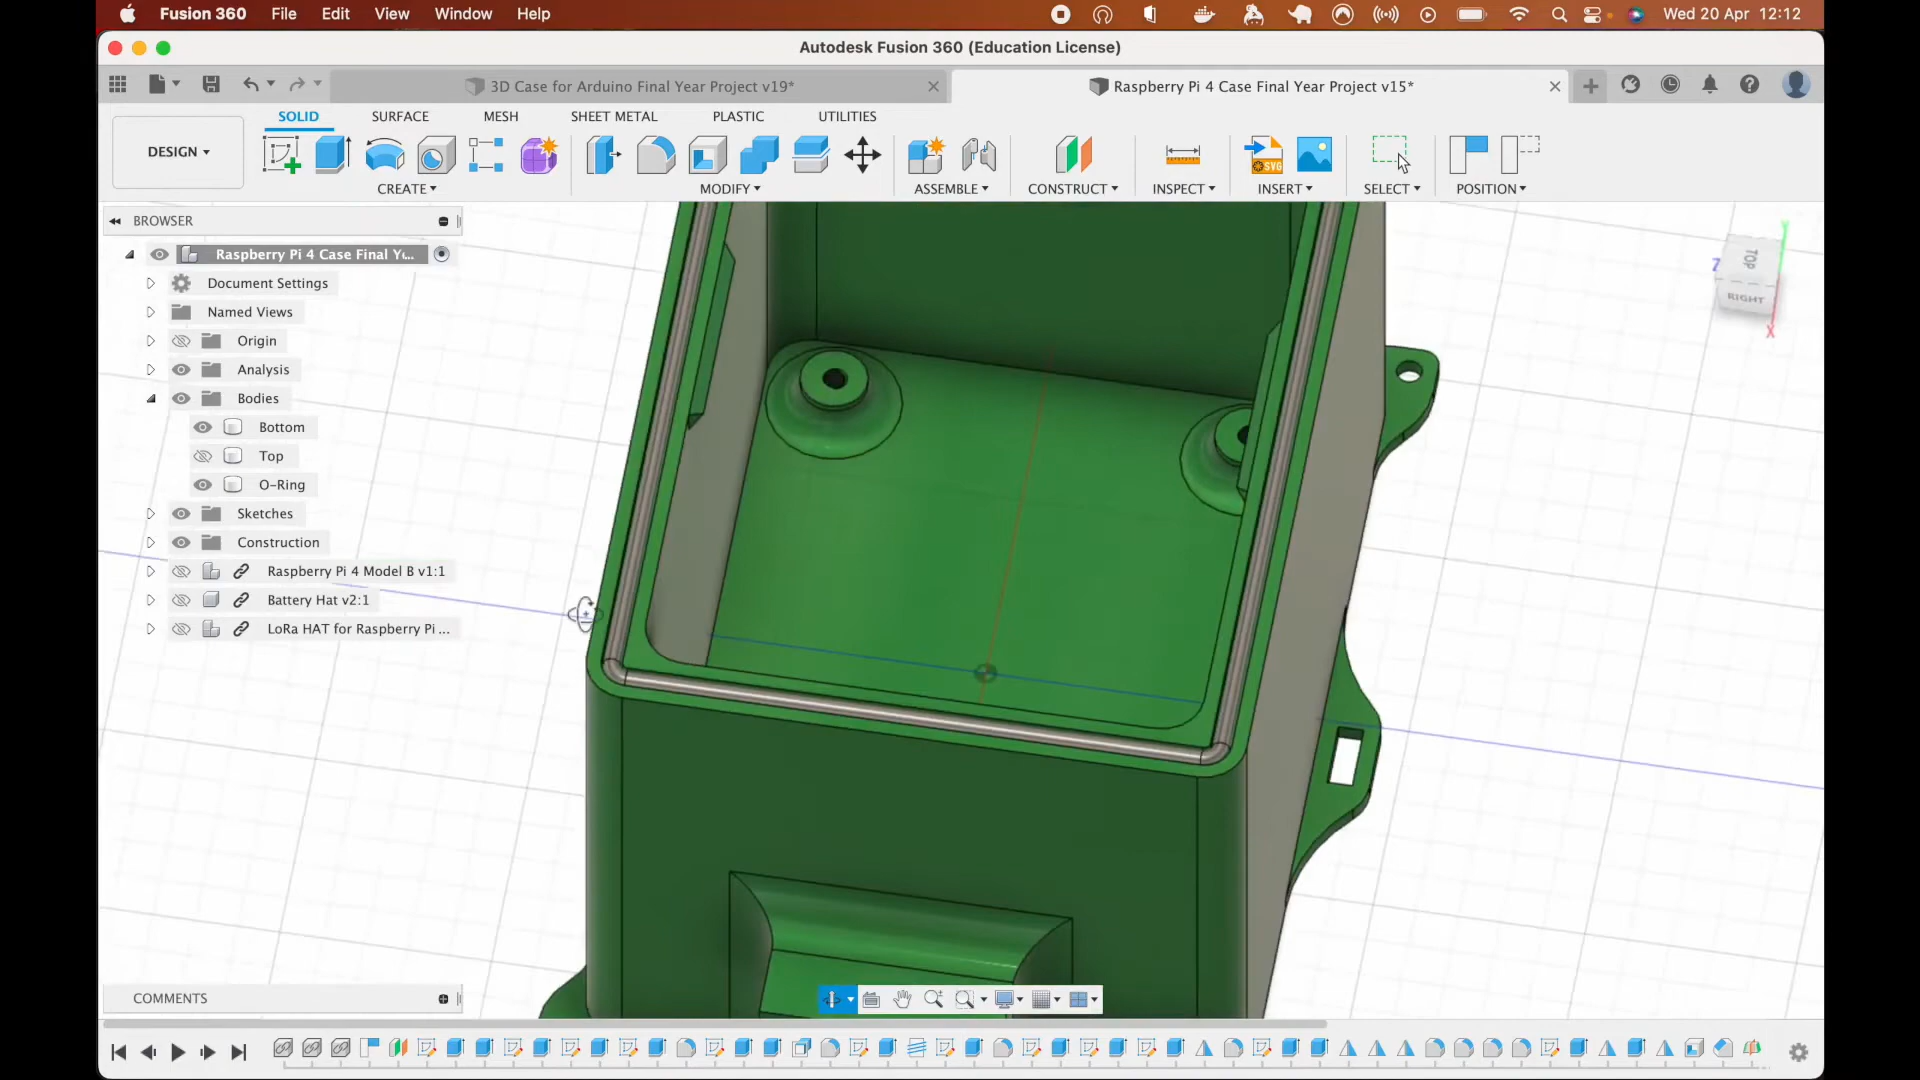 Fusion 360 File Edit View Window Help Wed 20 Apr 12:12
Autodesk Fusion 360 (Education License)
3D Case for Arduino Final Year Project v19* Raspberry Pi 4 Case Final Year Project v15*
SOLID SURFACE MESH SHEET METAL PLASTIC UTILITIES
DESIGN
SVG
CREATE MODIFY ASSEMBLE CONSTRUCT INSPECT INSERT SELECT POSITION
BROWSER
Raspberry Pi 4 Case Final Y...
Document Settings
Named Views
Origin
Analysis
Bodies
Bottom
Top
O-Ring
Sketches
Construction
Raspberry Pi 4 Model B v1:1
Battery Hat v2:1
LoRa HAT for Raspberry Pi ...
Y
Z
TOP
RIGHT
X
COMMENTS